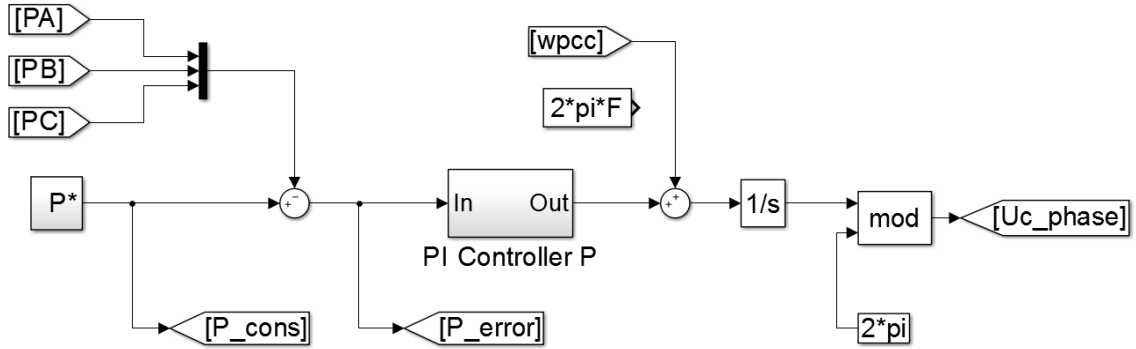 [PA]
[PB]
[PC]
[wpcc]
2*pi*F
P*
+
−
In Out
PI Controller P
+
+
1/s
mod
[Uc_phase]
[P_cons]
[P_error]
2*pi